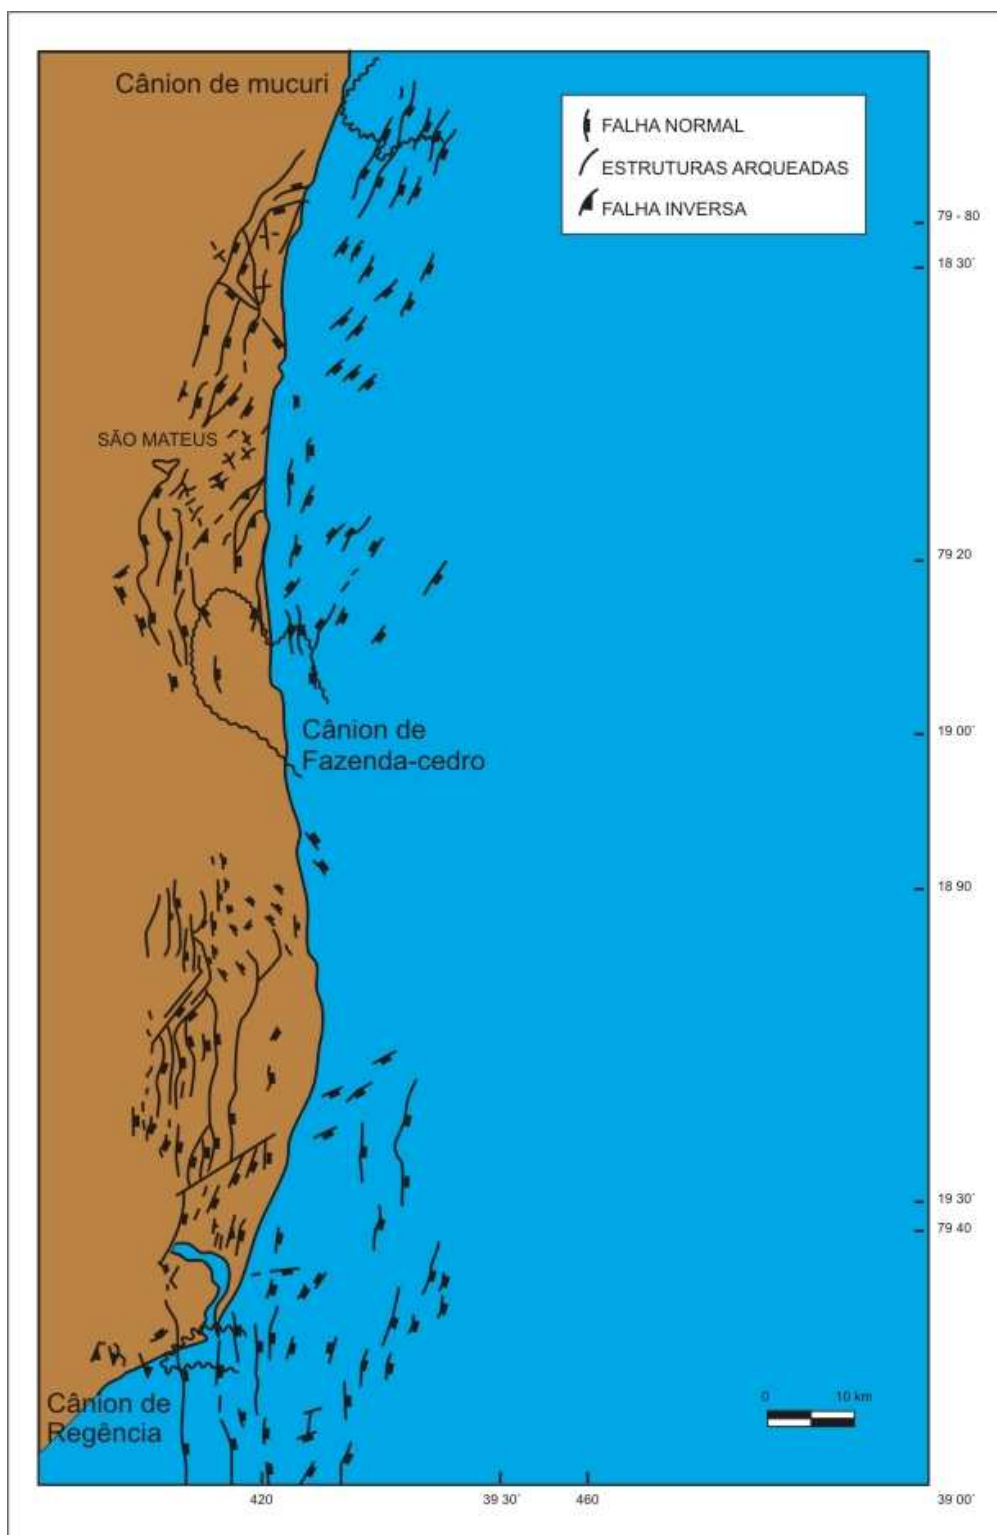 Cânion de mucuri
FALHA NORMAL
ESTRUTURAS ARQUEADAS
FALHA INVERSA
79 - 80
18 30´
SÃO MATEUS
79 20
19 00´
Cânion de
Fazenda-cedro
18 90
19 30´
79 40
0 10 km
Cânion de
Regência
420 39 30´ 460 39 00´